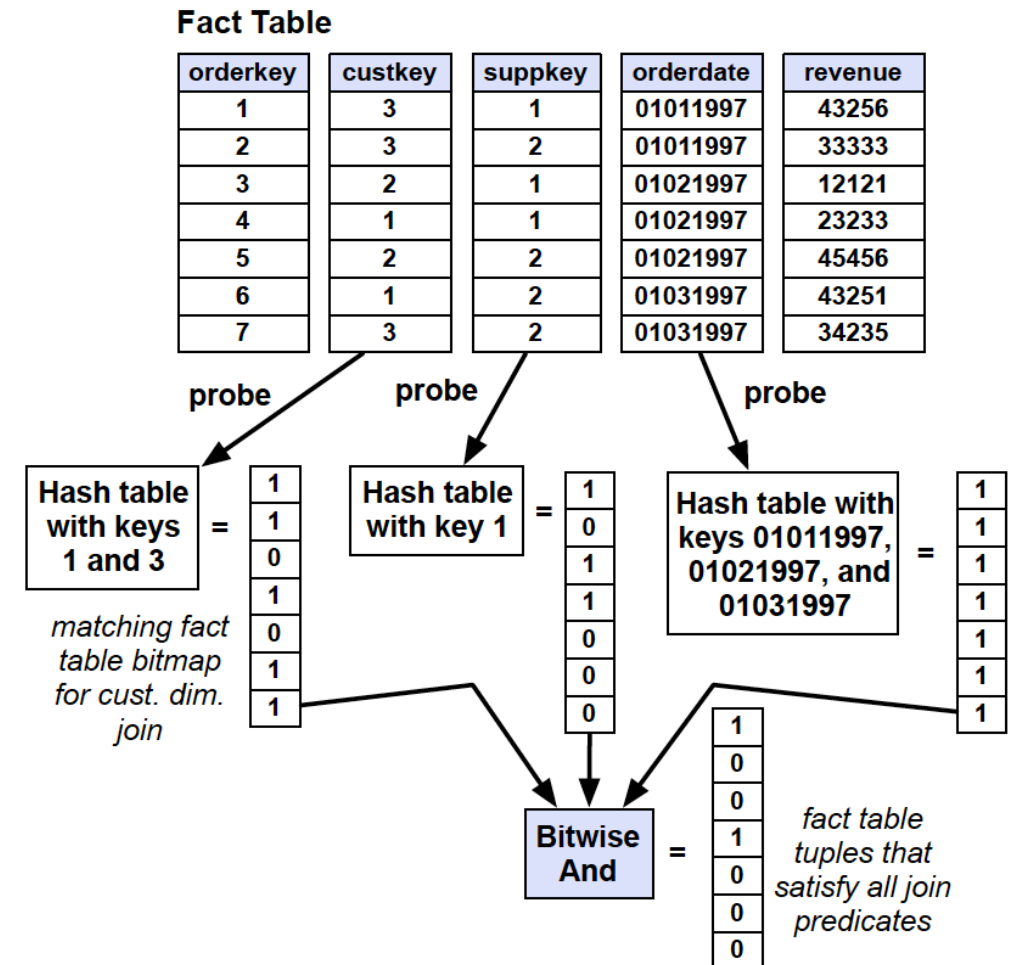 Fact Table
orderkey custkey suppkey orderdate revenue
1 3 1 01011997 43256
2 3 2 01011997 33333
3 2 1 01021997 12121
4 1 1 01021997 23233
5 2 2 01021997 45456
6 1 2 01031997 43251
7 3 2 01031997 34235
probe
probe
probe
Hash table
with keys
1 and 3
=
1
1
0
1
0
1
1
matching fact
table bitmap
for cust. dim.
join
Hash table
with key 1
=
1
0
1
1
0
0
0
Hash table with
keys 01011997,
01021997, and
01031997
=
1
1
1
1
1
1
1
Bitwise
And
=
1
0
0
1
0
0
0
fact table
tuples that
satisfy all join
predicates